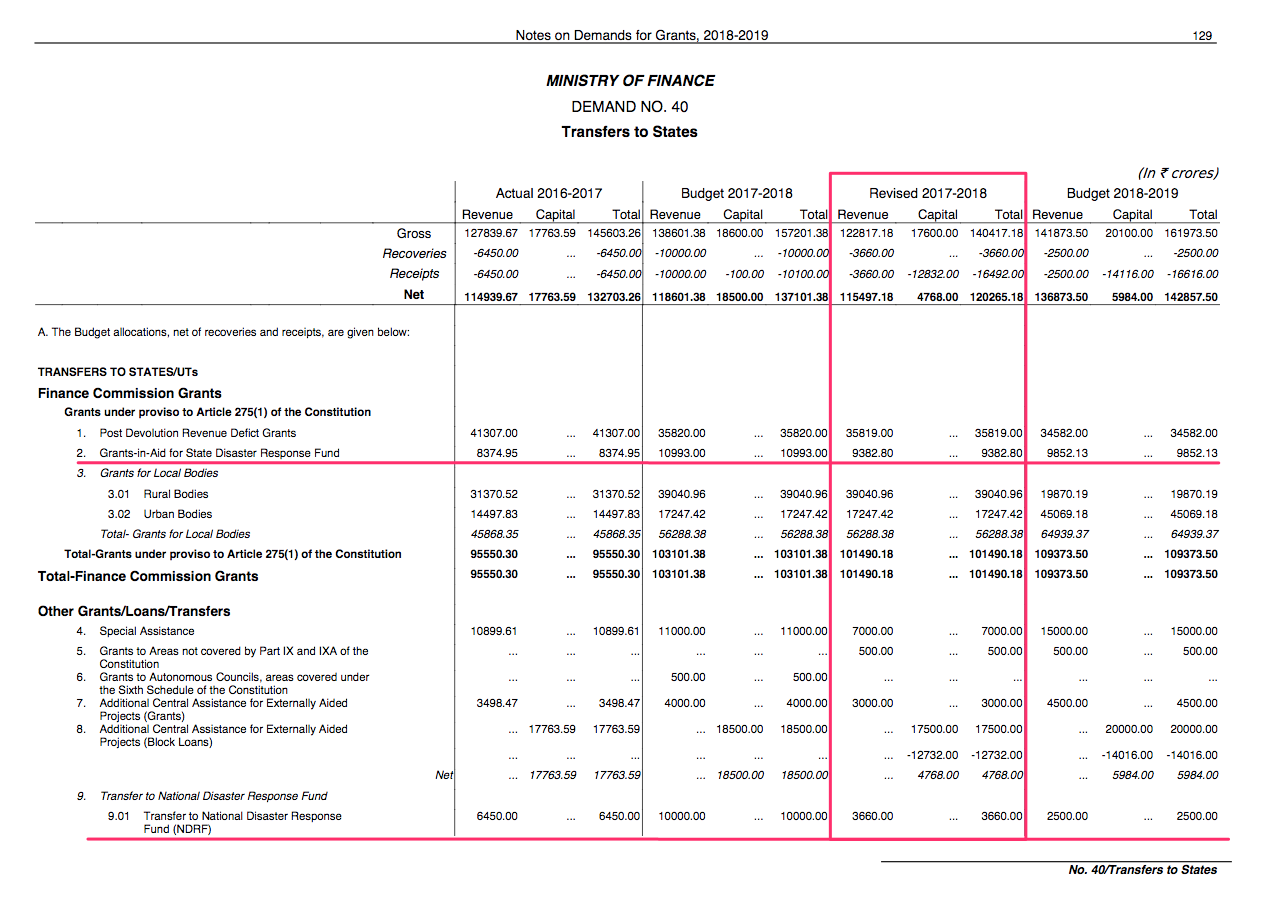 Notes on Demands for Grants, 2018-2019 129
MINISTRY OF FINANCE
DEMAND NO. 40
Transfers to States
(In ₹ crores)
Actual 2016-2017 Budget 2017-2018 Revised 2017-2018 Budget 2018-2019
Revenue Capital Total Revenue Capital Total Revenue Capital Total Revenue Capital Total
Gross 127839.67 17763.59 145603.26 138601.38 18600.00 157201.38 122817.18 17600.00 140417.18 141873.50 20100.00 161973.50
Recoveries -6450.00 ... -6450.00 -10000.00 ... -10000.00 -3660.00 ... -3660.00 -2500.00 ... -2500.00
Receipts -6450.00 ... -6450.00 -10000.00 -100.00 -10100.00 -3660.00 -12832.00 -16492.00 -2500.00 -14116.00 -16616.00
Net 114939.67 17763.59 132703.26 118601.38 18500.00 137101.38 115497.18 4768.00 120265.18 136873.50 5984.00 142857.50
A. The Budget allocations, net of recoveries and receipts, are given below:
TRANSFERS TO STATES/UTs
Finance Commission Grants
Grants under proviso to Article 275(1) of the Constitution
1. Post Devolution Revenue Defict Grants 41307.00 ... 41307.00 35820.00 ... 35820.00 35819.00 ... 35819.00 34582.00 ... 34582.00
2. Grants-in-Aid for State Disaster Response Fund 8374.95 ... 8374.95 10993.00 ... 10993.00 9382.80 ... 9382.80 9852.13 ... 9852.13
3. Grants for Local Bodies
3.01 Rural Bodies 31370.52 ... 31370.52 39040.96 ... 39040.96 39040.96 ... 39040.96 19870.19 ... 19870.19
3.02 Urban Bodies 14497.83 ... 14497.83 17247.42 ... 17247.42 17247.42 ... 17247.42 45069.18 ... 45069.18
Total- Grants for Local Bodies 45868.35 ... 45868.35 56288.38 ... 56288.38 56288.38 ... 56288.38 64939.37 ... 64939.37
Total-Grants under proviso to Article 275(1) of the Constitution 95550.30 ... 95550.30 103101.38 ... 103101.38 101490.18 ... 101490.18 109373.50 ... 109373.50
Total-Finance Commission Grants 95550.30 ... 95550.30 103101.38 ... 103101.38 101490.18 ... 101490.18 109373.50 ... 109373.50
Other Grants/Loans/Transfers
4. Special Assistance 10899.61 ... 10899.61 11000.00 ... 11000.00 7000.00 ... 7000.00 15000.00 ... 15000.00
5. Grants to Areas not covered by Part IX and IXA of the ... ... ... ... ... ... 500.00 ... 500.00 500.00 ... 500.00
Constitution
6. Grants to Autonomous Councils, areas covered under ... ... ... 500.00 ... 500.00 ... ... ... ... ... ...
the Sixth Schedule of the Constitution
7. Additional Central Assistance for Externally Aided 3498.47 ... 3498.47 4000.00 ... 4000.00 3000.00 ... 3000.00 4500.00 ... 4500.00
Projects (Grants)
8. Additional Central Assistance for Externally Aided ... 17763.59 17763.59 ... 18500.00 18500.00 ... 17500.00 17500.00 ... 20000.00 20000.00
Projects (Block Loans)
... ... ... ... ... ... ... -12732.00 -12732.00 ... -14016.00 -14016.00
Net ... 17763.59 17763.59 ... 18500.00 18500.00 ... 4768.00 4768.00 ... 5984.00 5984.00
9. Transfer to National Disaster Response Fund
9.01 Transfer to National Disaster Response 6450.00 ... 6450.00 10000.00 ... 10000.00 3660.00 ... 3660.00 2500.00 ... 2500.00
Fund (NDRF)
No. 40/Transfers to States